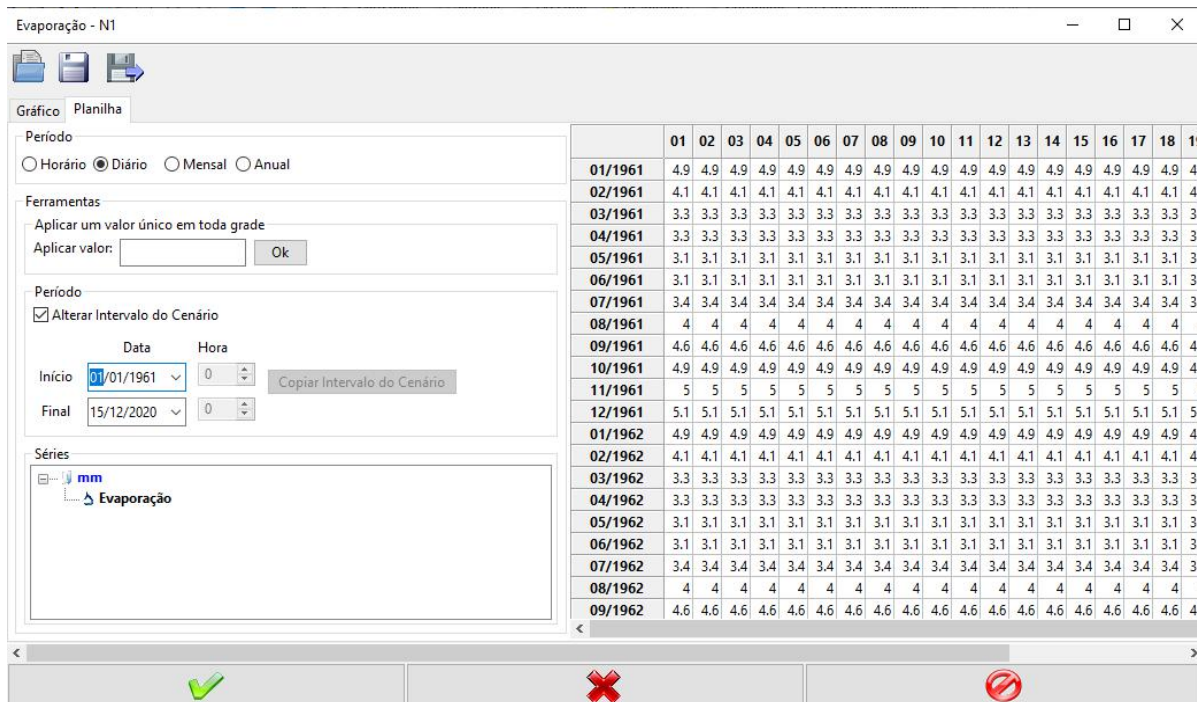 Evaporação - N1
Gráfico Planilha
Período
Horário Diário Mensal Anual
Ferramentas
Aplicar um valor único em toda grade
Aplicar valor: Ok
Período
Alterar Intervalo do Cenário
Data Hora
Início 01/01/1961 0 Copiar Intervalo do Cenário
Final 15/12/2020 0
Séries
mm
Evaporação
01 02 03 04 05 06 07 08 09 10 11 12 13 14 15 16 17 18 1
01/1961 4.9 4.9 4.9 4.9 4.9 4.9 4.9 4.9 4.9 4.9 4.9 4.9 4.9 4.9 4.9 4.9 4.9 4.9 4
02/1961 4.1 4.1 4.1 4.1 4.1 4.1 4.1 4.1 4.1 4.1 4.1 4.1 4.1 4.1 4.1 4.1 4.1 4.1 4
03/1961 3.3 3.3 3.3 3.3 3.3 3.3 3.3 3.3 3.3 3.3 3.3 3.3 3.3 3.3 3.3 3.3 3.3 3.3 3
04/1961 3.3 3.3 3.3 3.3 3.3 3.3 3.3 3.3 3.3 3.3 3.3 3.3 3.3 3.3 3.3 3.3 3.3 3.3 3
05/1961 3.1 3.1 3.1 3.1 3.1 3.1 3.1 3.1 3.1 3.1 3.1 3.1 3.1 3.1 3.1 3.1 3.1 3.1 3
06/1961 3.1 3.1 3.1 3.1 3.1 3.1 3.1 3.1 3.1 3.1 3.1 3.1 3.1 3.1 3.1 3.1 3.1 3.1 3
07/1961 3.4 3.4 3.4 3.4 3.4 3.4 3.4 3.4 3.4 3.4 3.4 3.4 3.4 3.4 3.4 3.4 3.4 3.4 3
08/1961 4 4 4 4 4 4 4 4 4 4 4 4 4 4 4 4 4 4
09/1961 4.6 4.6 4.6 4.6 4.6 4.6 4.6 4.6 4.6 4.6 4.6 4.6 4.6 4.6 4.6 4.6 4.6 4.6 4
10/1961 4.9 4.9 4.9 4.9 4.9 4.9 4.9 4.9 4.9 4.9 4.9 4.9 4.9 4.9 4.9 4.9 4.9 4.9 4
11/1961 5 5 5 5 5 5 5 5 5 5 5 5 5 5 5 5 5 5
12/1961 5.1 5.1 5.1 5.1 5.1 5.1 5.1 5.1 5.1 5.1 5.1 5.1 5.1 5.1 5.1 5.1 5.1 5.1 5
01/1962 4.9 4.9 4.9 4.9 4.9 4.9 4.9 4.9 4.9 4.9 4.9 4.9 4.9 4.9 4.9 4.9 4.9 4.9 4
02/1962 4.1 4.1 4.1 4.1 4.1 4.1 4.1 4.1 4.1 4.1 4.1 4.1 4.1 4.1 4.1 4.1 4.1 4.1 4
03/1962 3.3 3.3 3.3 3.3 3.3 3.3 3.3 3.3 3.3 3.3 3.3 3.3 3.3 3.3 3.3 3.3 3.3 3.3 3
04/1962 3.3 3.3 3.3 3.3 3.3 3.3 3.3 3.3 3.3 3.3 3.3 3.3 3.3 3.3 3.3 3.3 3.3 3.3 3
05/1962 3.1 3.1 3.1 3.1 3.1 3.1 3.1 3.1 3.1 3.1 3.1 3.1 3.1 3.1 3.1 3.1 3.1 3.1 3
06/1962 3.1 3.1 3.1 3.1 3.1 3.1 3.1 3.1 3.1 3.1 3.1 3.1 3.1 3.1 3.1 3.1 3.1 3.1 3
07/1962 3.4 3.4 3.4 3.4 3.4 3.4 3.4 3.4 3.4 3.4 3.4 3.4 3.4 3.4 3.4 3.4 3.4 3.4 3
08/1962 4 4 4 4 4 4 4 4 4 4 4 4 4 4 4 4 4 4
09/1962 4.6 4.6 4.6 4.6 4.6 4.6 4.6 4.6 4.6 4.6 4.6 4.6 4.6 4.6 4.6 4.6 4.6 4.6 4